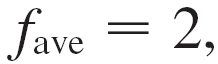 f_ave = 2,